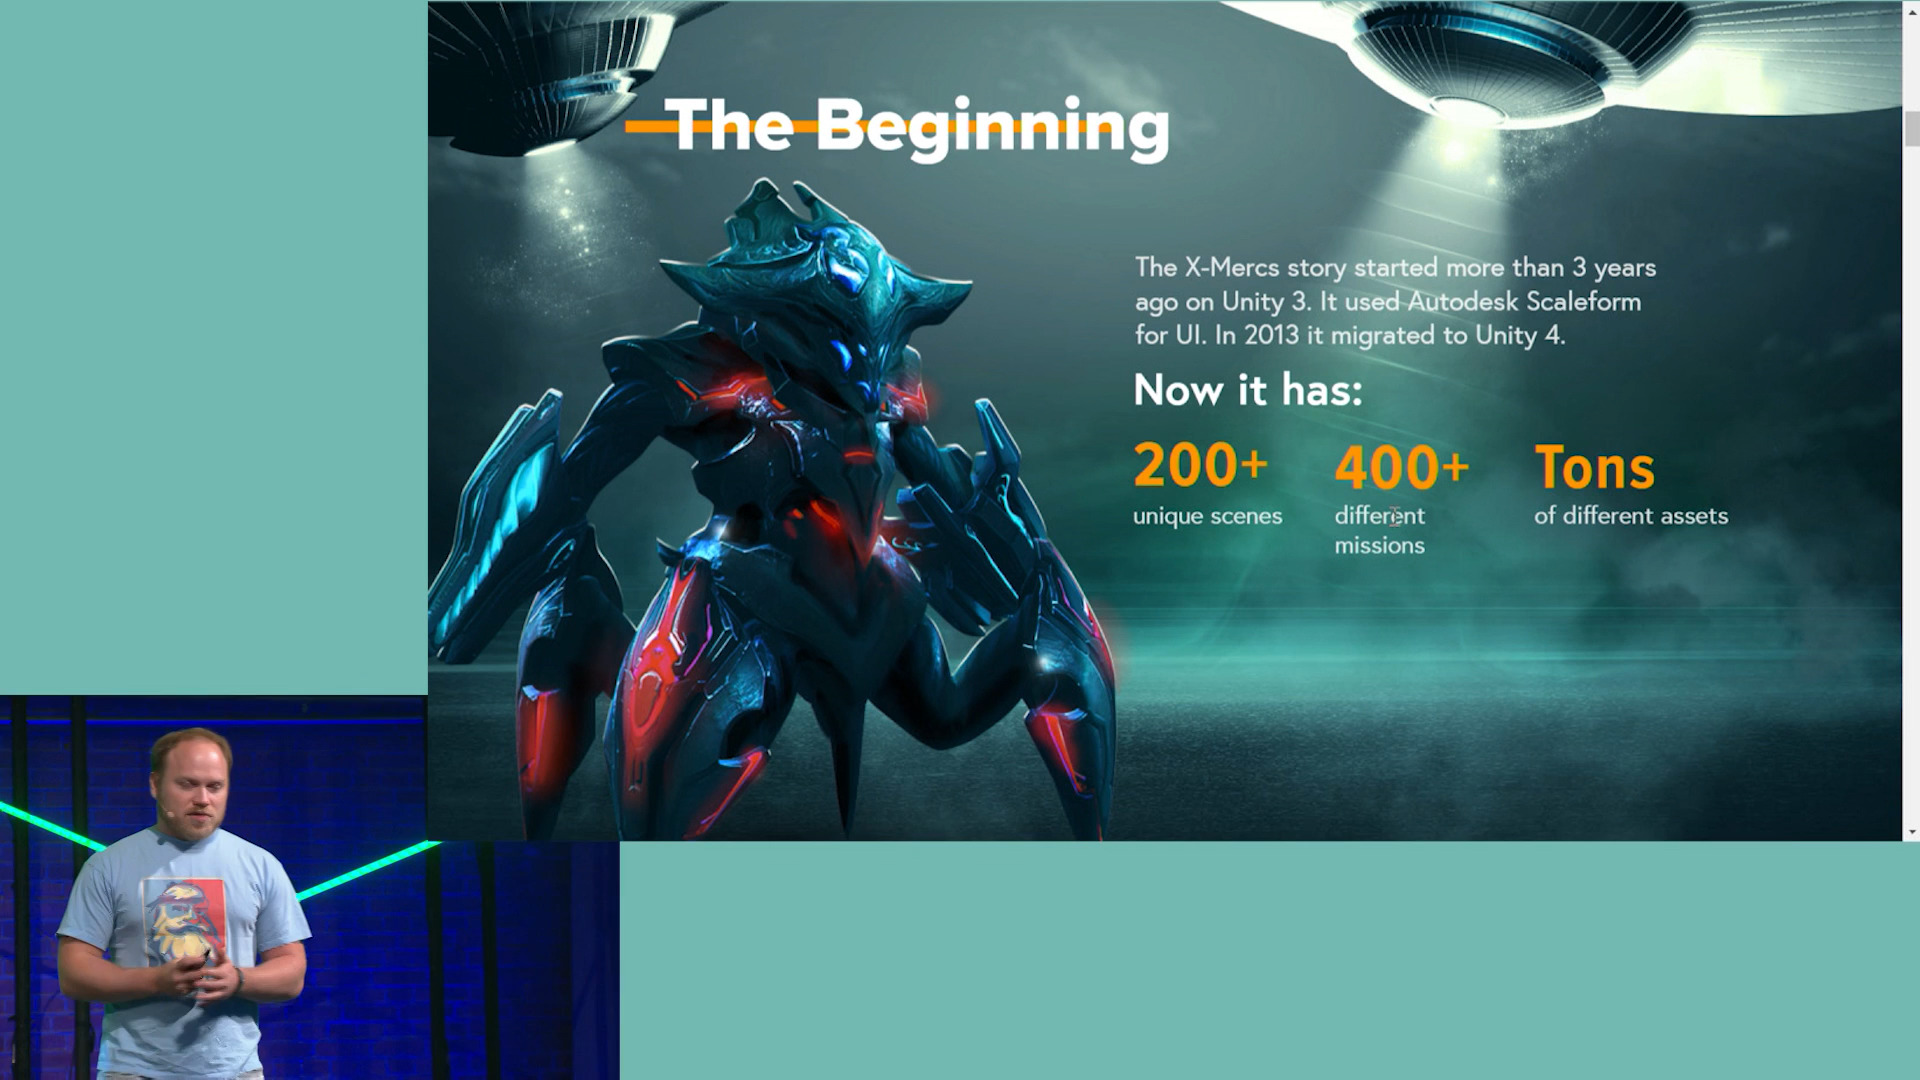 The Beginning
The X-Mercs story started more than 3 years
ago on Unity 3. It used Autodesk Scaleform
for UI. In 2013 it migrated to Unity 4.
Now it has:
200+
unique scenes
400+
different
missions
Tons
of different assets